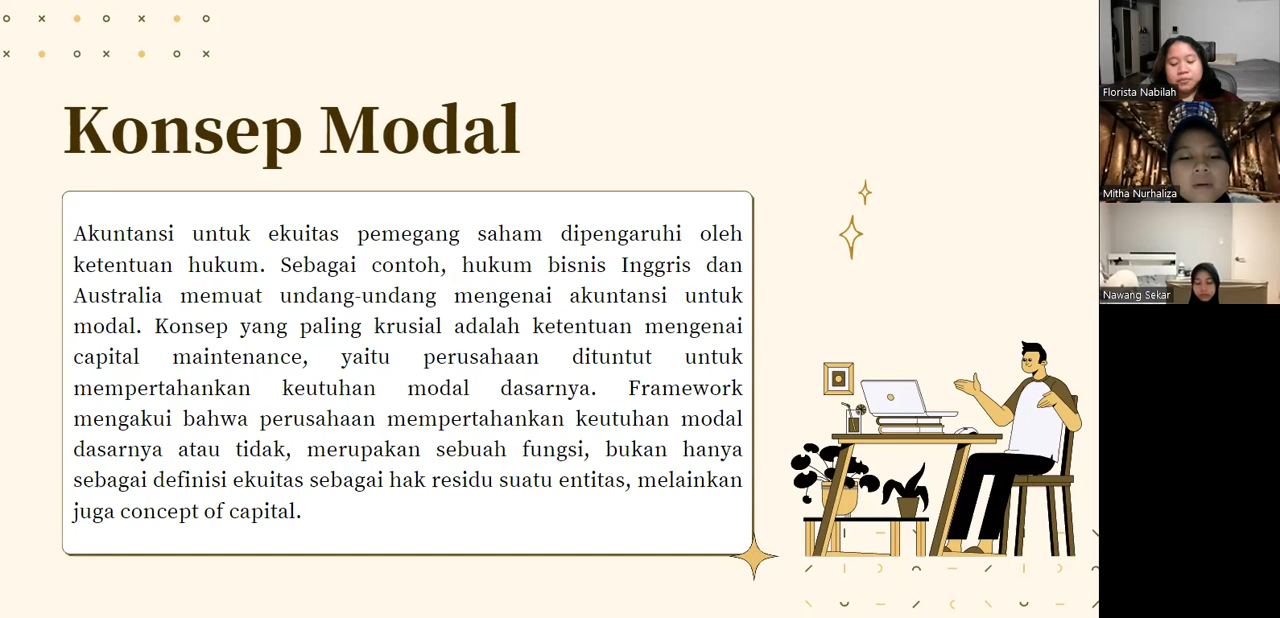 Konsep Modal
Akuntansi untuk ekuitas pemegang saham dipengaruhi oleh
ketentuan hukum. Sebagai contoh, hukum bisnis Inggris dan
Australia memuat undang-undang mengenai akuntansi untuk
modal. Konsep yang paling krusial adalah ketentuan mengenai
capital maintenance, yaitu perusahaan dituntut untuk
mempertahankan keutuhan modal dasarnya. Framework
mengakui bahwa perusahaan mempertahankan keutuhan modal
dasarnya atau tidak, merupakan sebuah fungsi, bukan hanya
sebagai definisi ekuitas sebagai hak residu suatu entitas, melainkan
juga concept of capital.
Florista Nabilah
Mitha Nurhaliza
Nawang Sekar